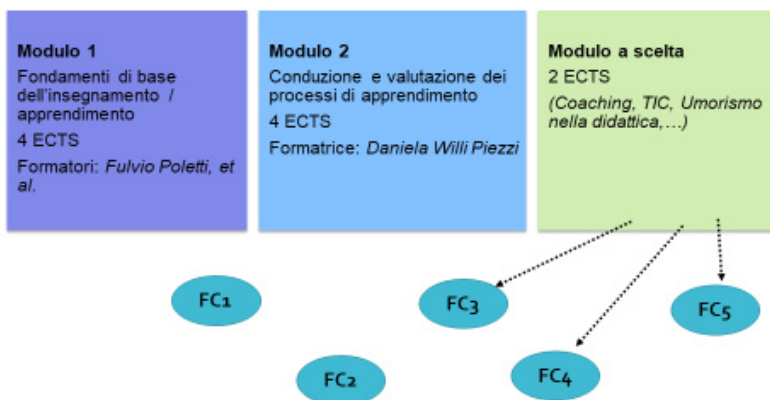 Modulo 1
Fondamenti di base
dell'insegnamento /
apprendimento
4 ECTS
Formatori: Fulvio Poletti, et
al.
Modulo 2
Conduzione e valutazione dei
processi di apprendimento
4 ECTS
Formatrice: Daniela Willi Piezzi
Modulo a scelta
2 ECTS
(Coaching, TIC, Umorismo
nella didattica,…)
FC1
FC2
FC3
FC4
FC5